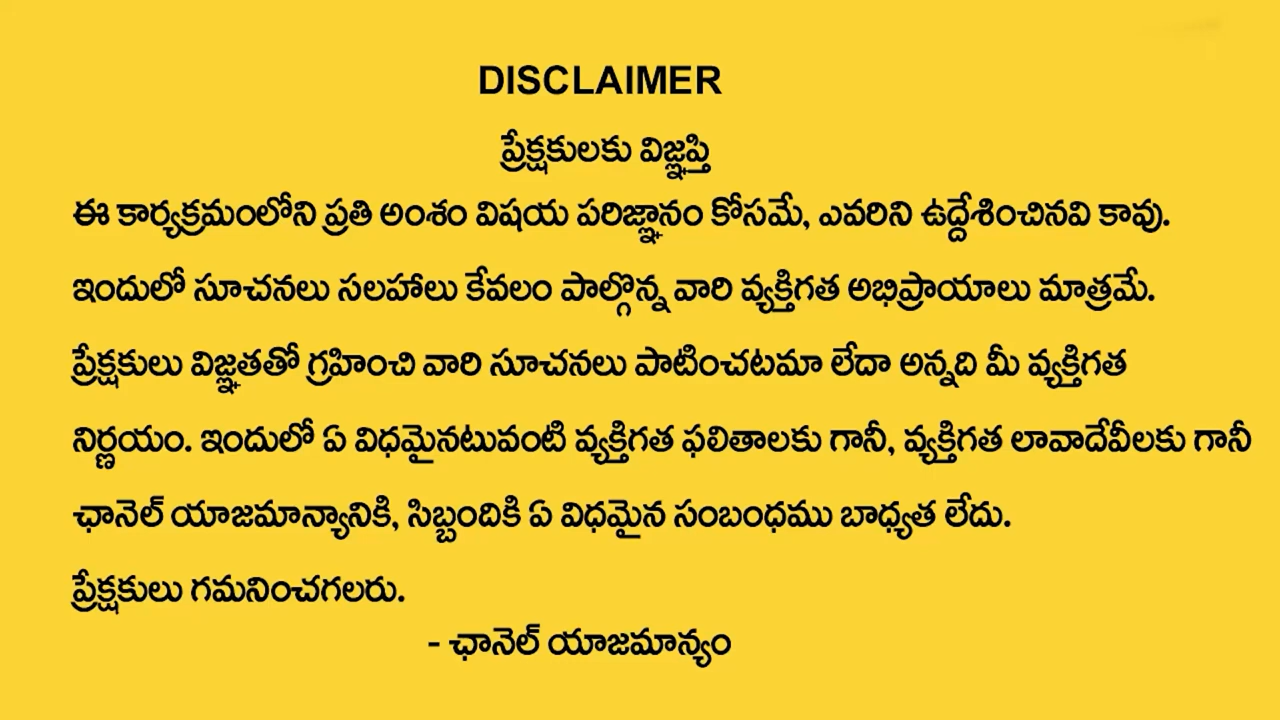 DISCLAIMER
ప్రేక్షకులకు విజ్ఞప్తి
ఈ కార్యక్రమంలోని ప్రతి అంశం విషయ పరిజ్ఞానం కోసమే, ఎవరిని ఉద్దేశించినవి కావు.
ఇందులో సూచనలు సలహాలు కేవలం పాల్గొన్న వారి వ్యక్తిగత అభిప్రాయాలు మాత్రమే.
ప్రేక్షకులు విజ్ఞతతో గ్రహించి వారి సూచనలు పాటించటమా లేదా అన్నది మీ వ్యక్తిగత
నిర్ణయం. ఇందులో ఏ విధమైనటువంటి వ్యక్తిగత ఫలితాలకు గానీ, వ్యక్తిగత లావాదేవీలకు గానీ
ఛానెల్ యాజమాన్యానికి, సిబ్బందికి ఏ విధమైన సంబంధము బాధ్యత లేదు.
ప్రేక్షకులు గమనించగలరు.
- ఛానెల్ యాజమాన్యం